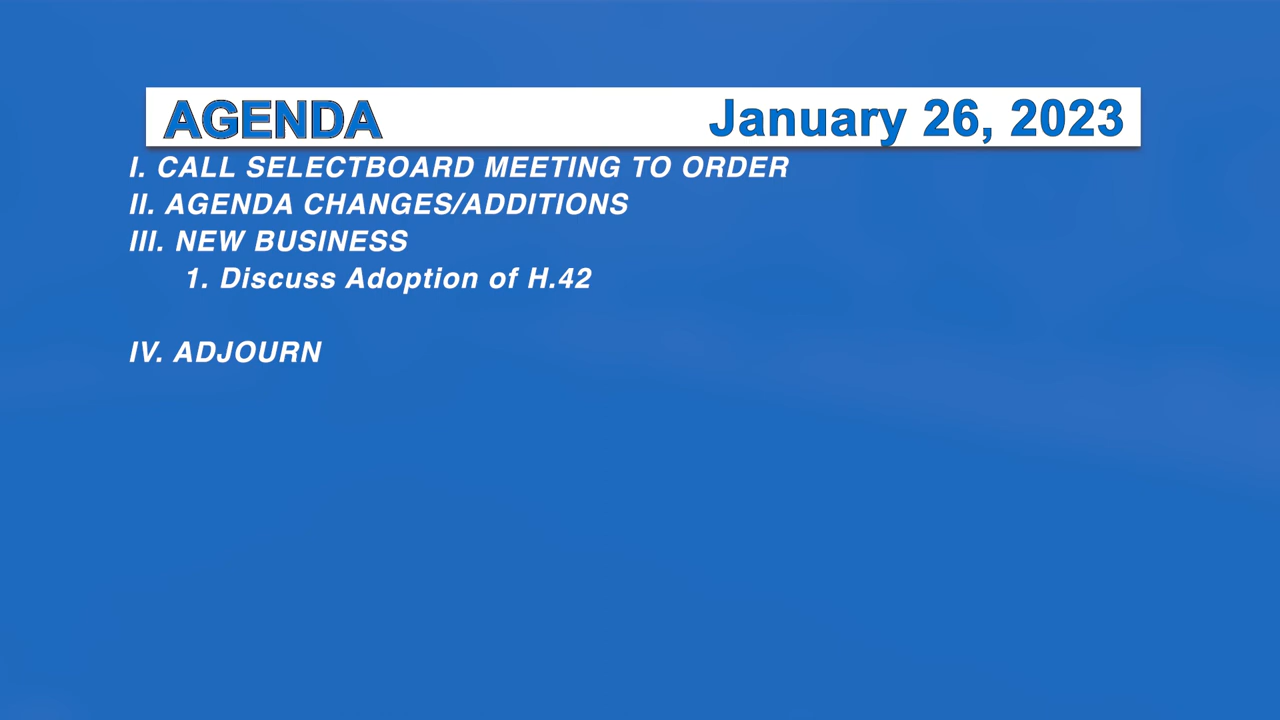 AGENDA January 26, 2023
I. CALL SELECTBOARD MEETING TO ORDER
II. AGENDA CHANGES/ADDITIONS
III. NEW BUSINESS
1. Discuss Adoption of H.42
IV. ADJOURN